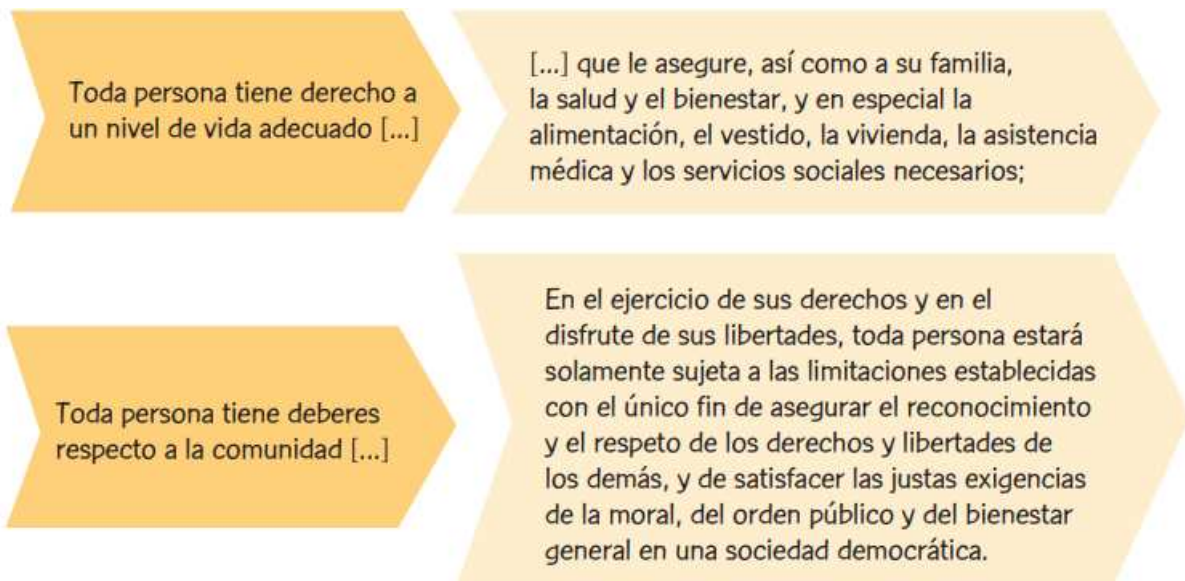 Toda persona tiene derecho a
un nivel de vida adecuado [...]
[...] que le asegure, así como a su familia,
la salud y el bienestar, y en especial la
alimentación, el vestido, la vivienda, la asistencia
médica y los servicios sociales necesarios;
Toda persona tiene deberes
respecto a la comunidad [...]
En el ejercicio de sus derechos y en el
disfrute de sus libertades, toda persona estará
solamente sujeta a las limitaciones establecidas
con el único fin de asegurar el reconocimiento
y el respeto de los derechos y libertades de
los demás, y de satisfacer las justas exigencias
de la moral, del orden público y del bienestar
general en una sociedad democrática.